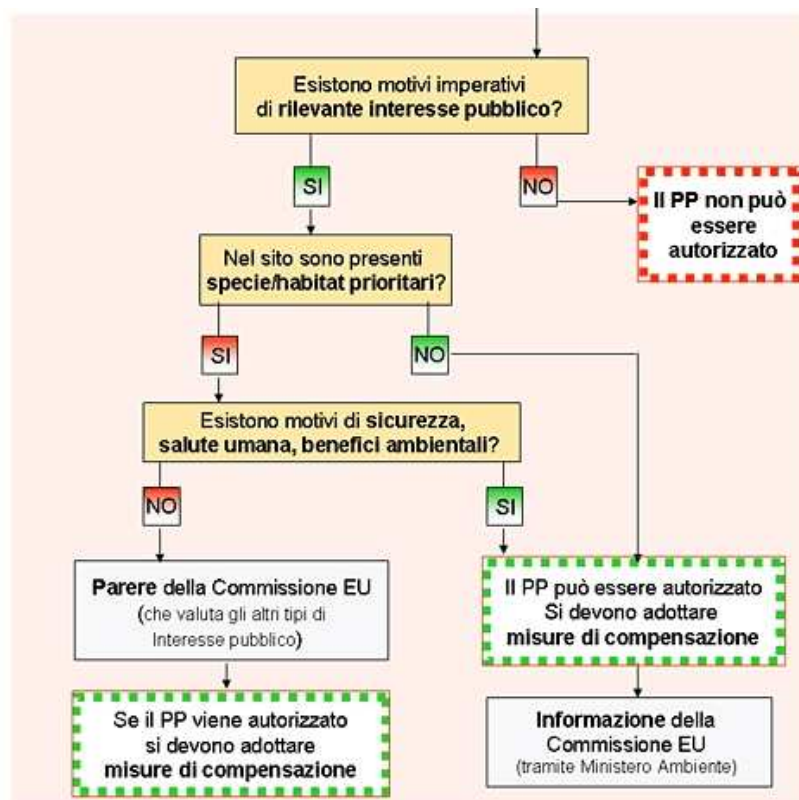 Esistono motivi imperativi
di rilevante interesse pubblico?
SI
NO
Il PP non può
essere
autorizzato
Nel sito sono presenti
specie/habitat prioritari?
SI
NO
Esistono motivi di sicurezza,
salute umana, benefici ambientali?
NO
SI
Parere della Commissione EU
(che valuta gli altri tipi di
Interesse pubblico)
Il PP può essere autorizzato
Si devono adottare
misure di compensazione
Se il PP viene autorizzato
si devono adottare
misure di compensazione
Informazione della
Commissione EU
(tramite Ministero Ambiente)